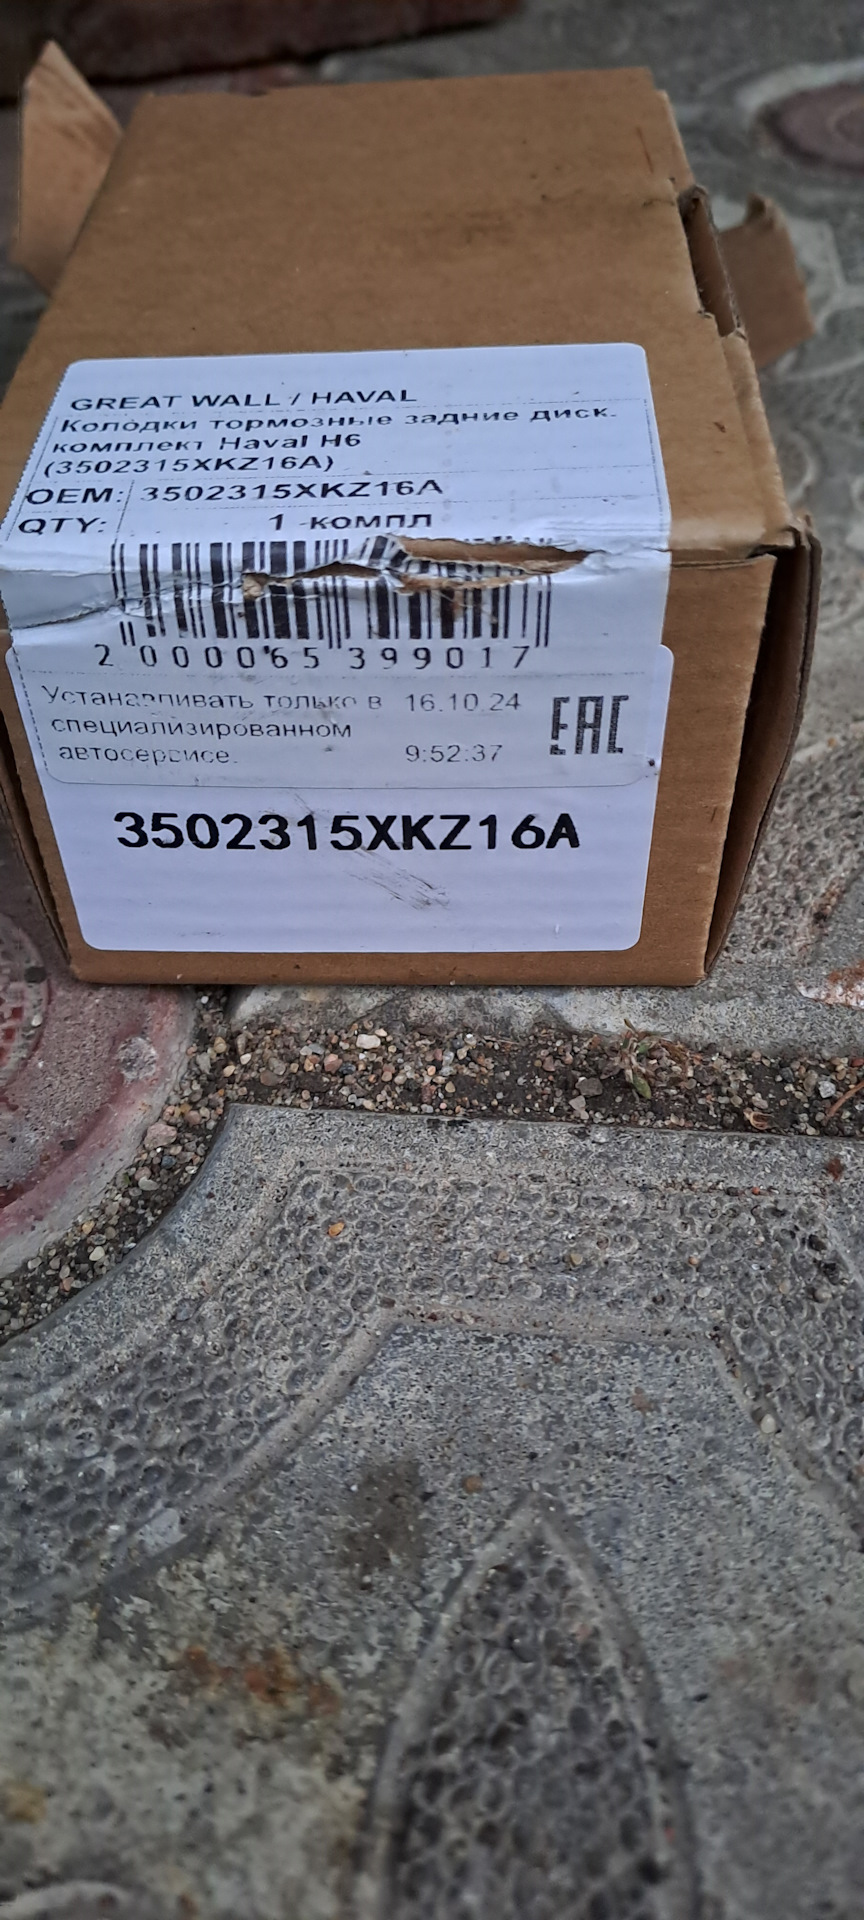 GREAT WALL / HAVAL
Колодки тормозные задние диск.
комплект Haval H6
(3502315XKZ16A)
OEM: 3502315XKZ16A
QTY: 1 компл
2 000065 399017
Устанавливать только в 16.10.24
специализированном
автосервисе. 9:52:37
EAC
3502315XKZ16A